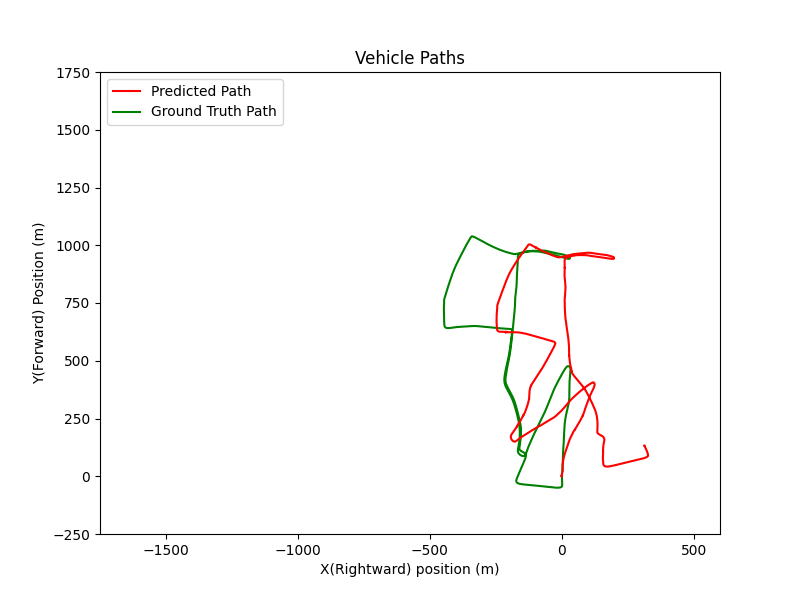 Vehicle Paths
Predicted Path
Ground Truth Path
1750
1500
1250
1000
750
500
250
0
−250
Y(Forward) Position (m)
−1500 −1000 −500 0 500
X(Rightward) position (m)